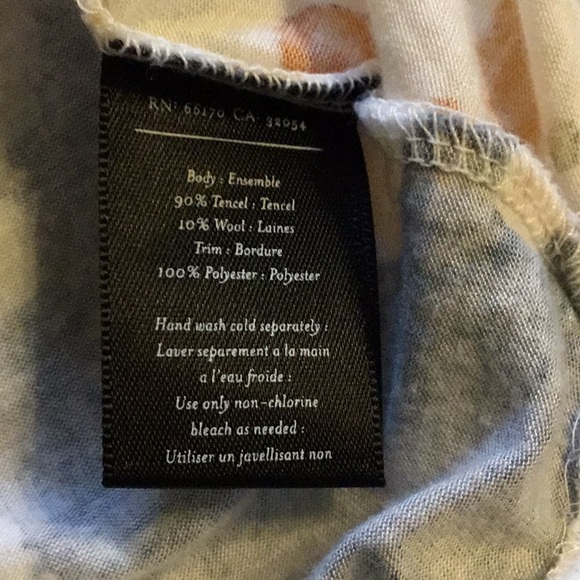 RN: 66170 CA: 32054
Body : Ensemble
90% Tencel : Tencel
10% Wool : Laines
Trim : Bordure
100% Polyester : Polyester
Hand wash cold separately :
Laver separement a la main
a l'eau froide :
Use only non-chlorine
bleach as needed :
Utiliser un javellisant non